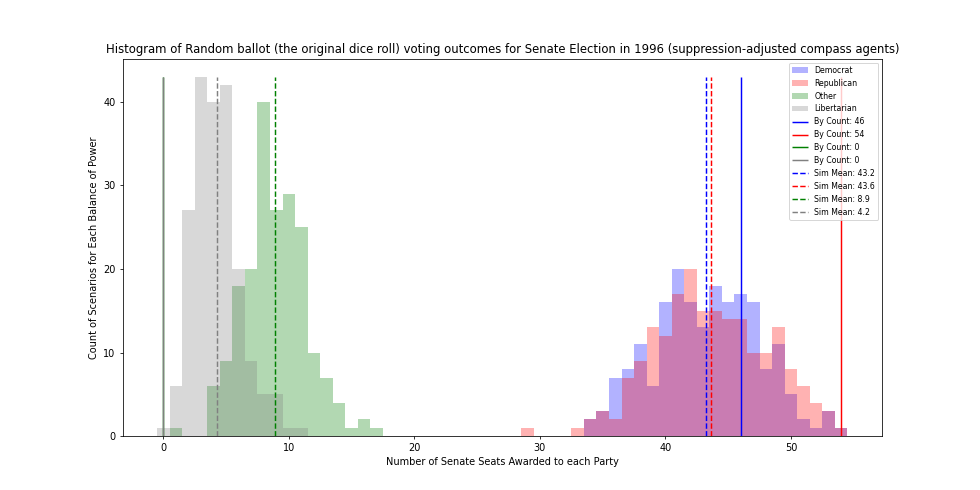 Histogram of Random ballot (the original dice roll) voting outcomes for Senate Election in 1996 (suppression-adjusted compass agents)
Democrat
Republican
Other
Libertarian
By Count: 46
By Count: 54
By Count: 0
By Count: 0
Sim Mean: 43.2
Sim Mean: 43.6
Sim Mean: 8.9
Sim Mean: 4.2
Count of Scenarios for Each Balance of Power
40
30
20
10
0
0 10 20 30 40 50
Number of Senate Seats Awarded to each Party